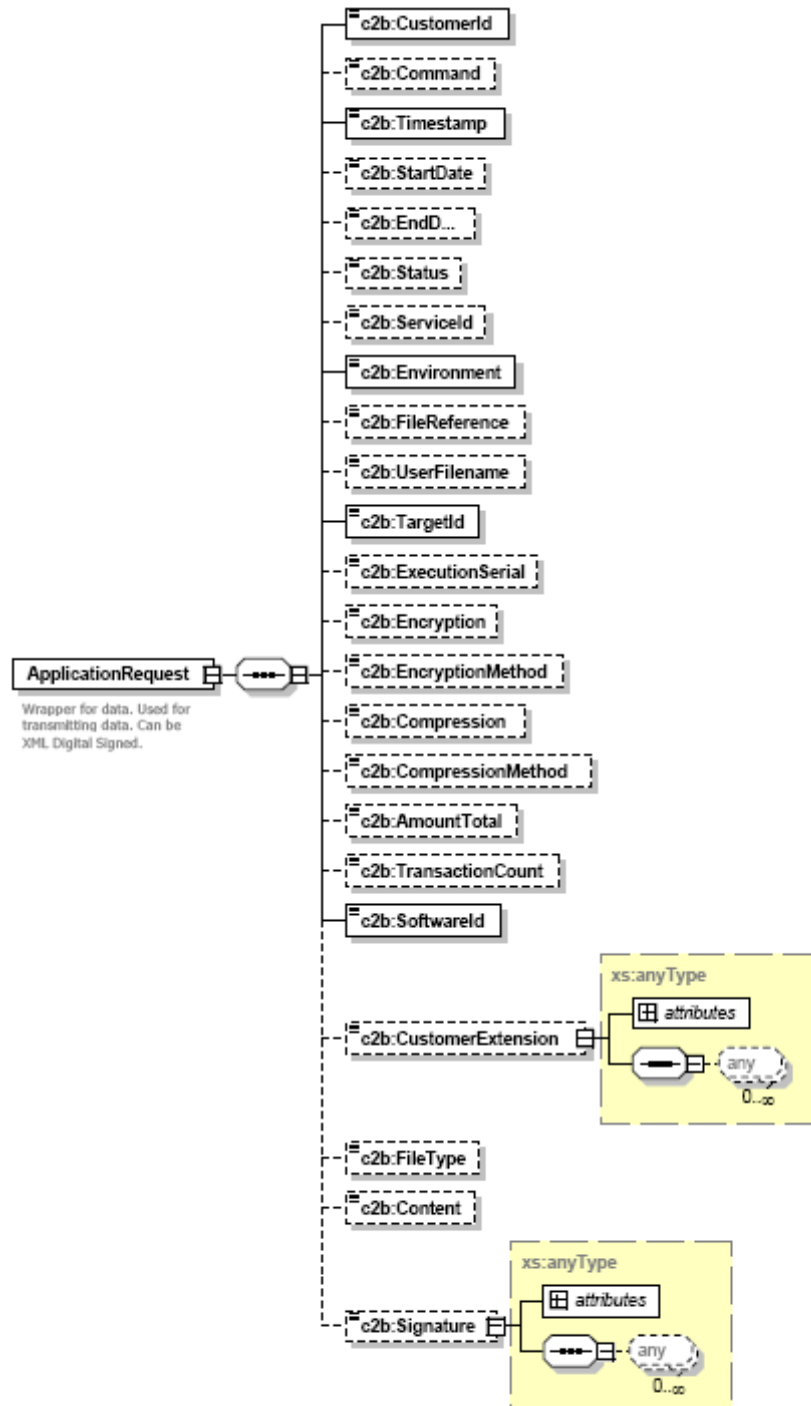 c2b:CustomerId
c2b:Command
c2b:Timestamp
c2b:StartDate
c2b:EndD...
c2b:Status
c2b:ServiceId
c2b:Environment
c2b:FileReference
c2b:UserFilename
c2b:TargetId
c2b:ExecutionSerial
c2b:Encryption
ApplicationRequest
Wrapper for data. Used for
transmitting data. Can be
XML Digital Signed.
c2b:EncryptionMethod
c2b:Compression
c2b:CompressionMethod
c2b:AmountTotal
c2b:TransactionCount
c2b:SoftwareId
c2b:CustomerExtension
xs:anyType
attributes
any
0..∞
c2b:FileType
c2b:Content
c2b:Signature
xs:anyType
attributes
any
0..∞